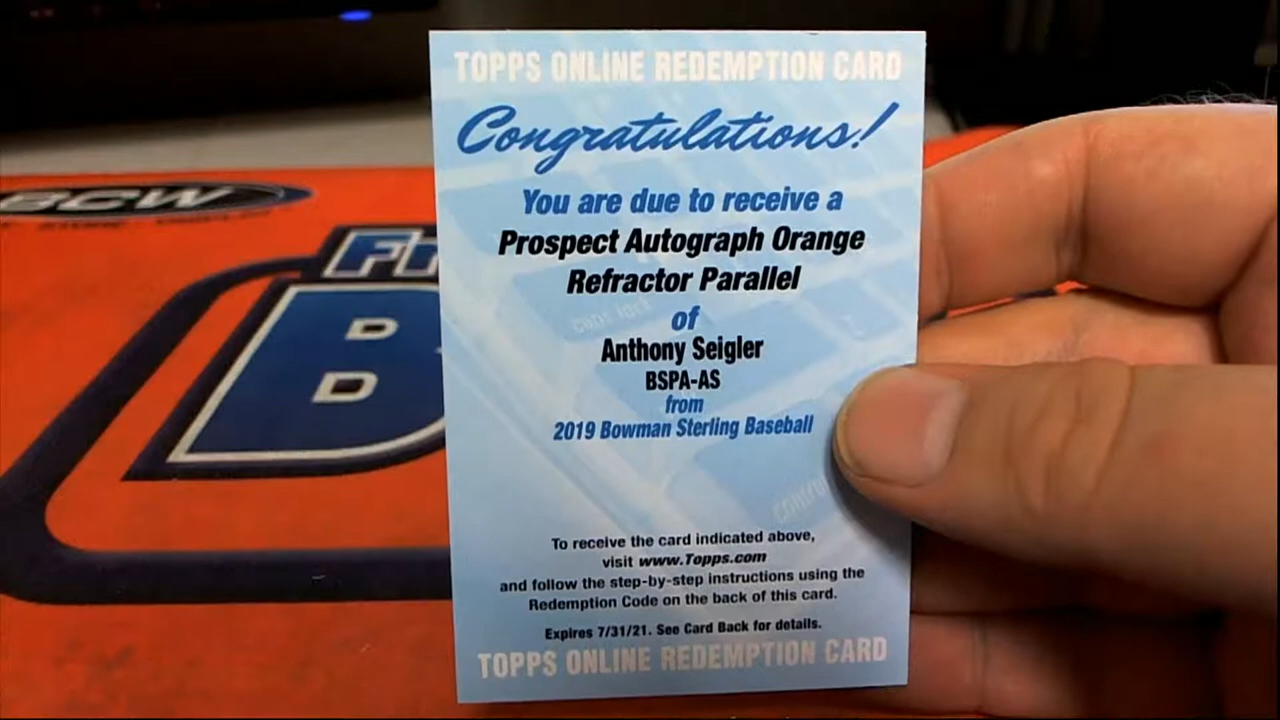 TOPPS ONLINE REDEMPTION CARD
Congratulations!
You are due to receive a
Prospect Autograph Orange
Refractor Parallel
of
Anthony Seigler
BSPA-AS
from
2019 Bowman Sterling Baseball
To receive the card indicated above,
visit www.Topps.com
and follow the step-by-step instructions using the
Redemption Code on the back of this card.
Expires 7/31/21. See Card Back for details.
TOPPS ONLINE REDEMPTION CARD
BCW
Fr
B